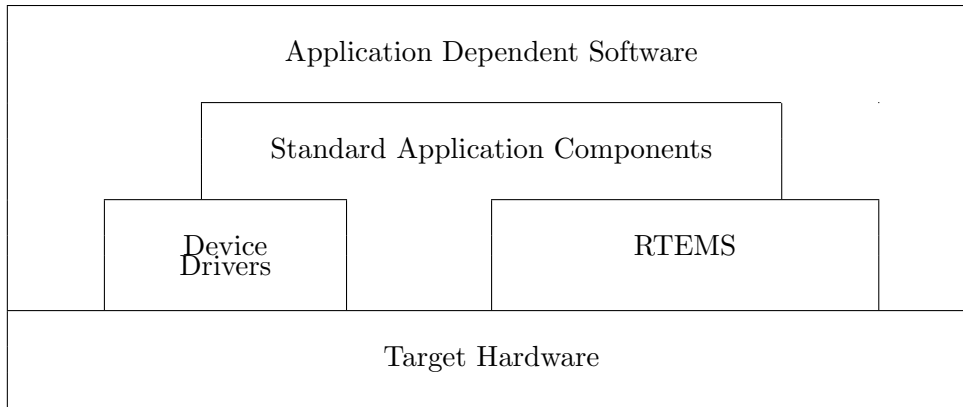 Application Dependent Software
Standard Application Components
Device
Drivers
RTEMS
Target Hardware